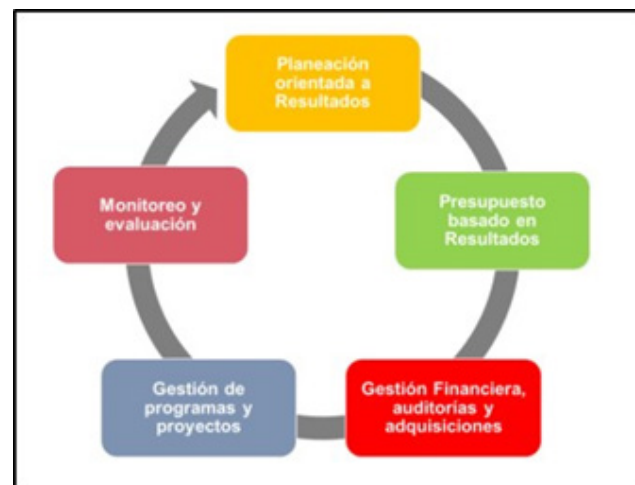 Planeación
orientada a
Resultados
Presupuesto
basado en
Resultados
Gestión Financiera,
auditorías y
adquisiciones
Gestión de
programas y
proyectos
Monitoreo y
evaluación